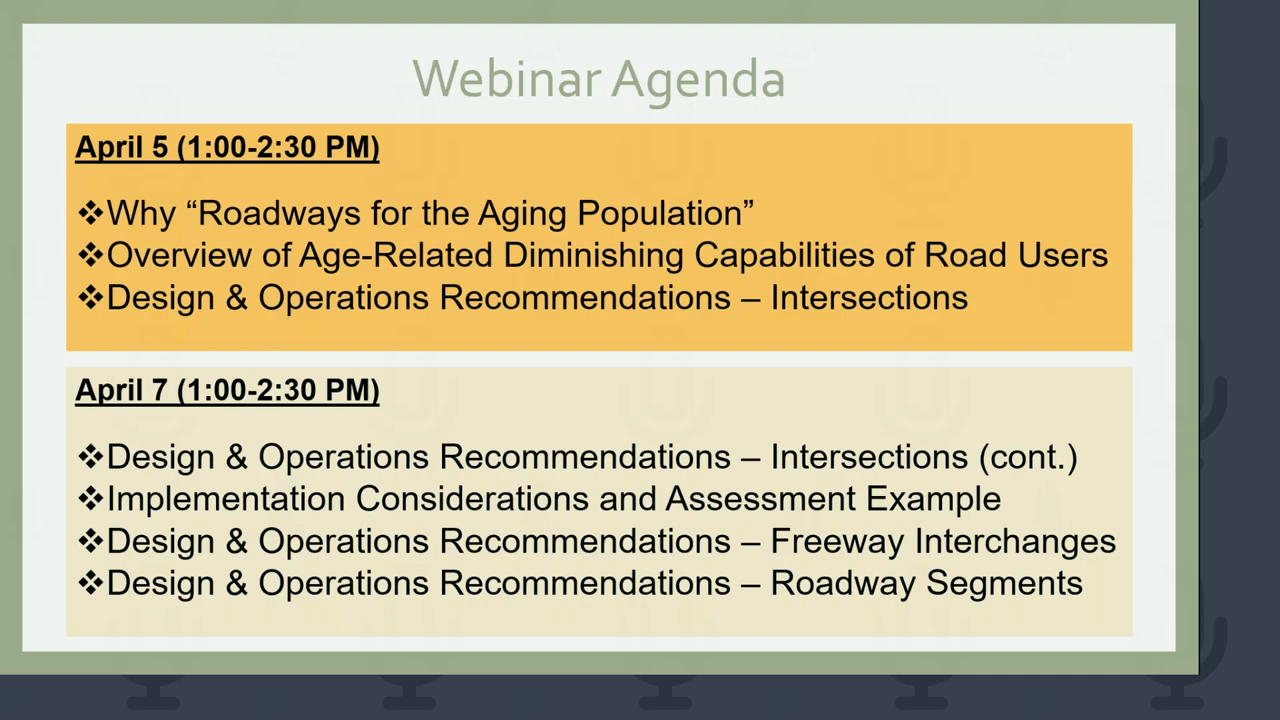 Webinar Agenda
April 5 (1:00-2:30 PM)
❖Why “Roadways for the Aging Population”
❖Overview of Age-Related Diminishing Capabilities of Road Users
❖Design & Operations Recommendations – Intersections
April 7 (1:00-2:30 PM)
❖Design & Operations Recommendations – Intersections (cont.)
❖Implementation Considerations and Assessment Example
❖Design & Operations Recommendations – Freeway Interchanges
❖Design & Operations Recommendations – Roadway Segments